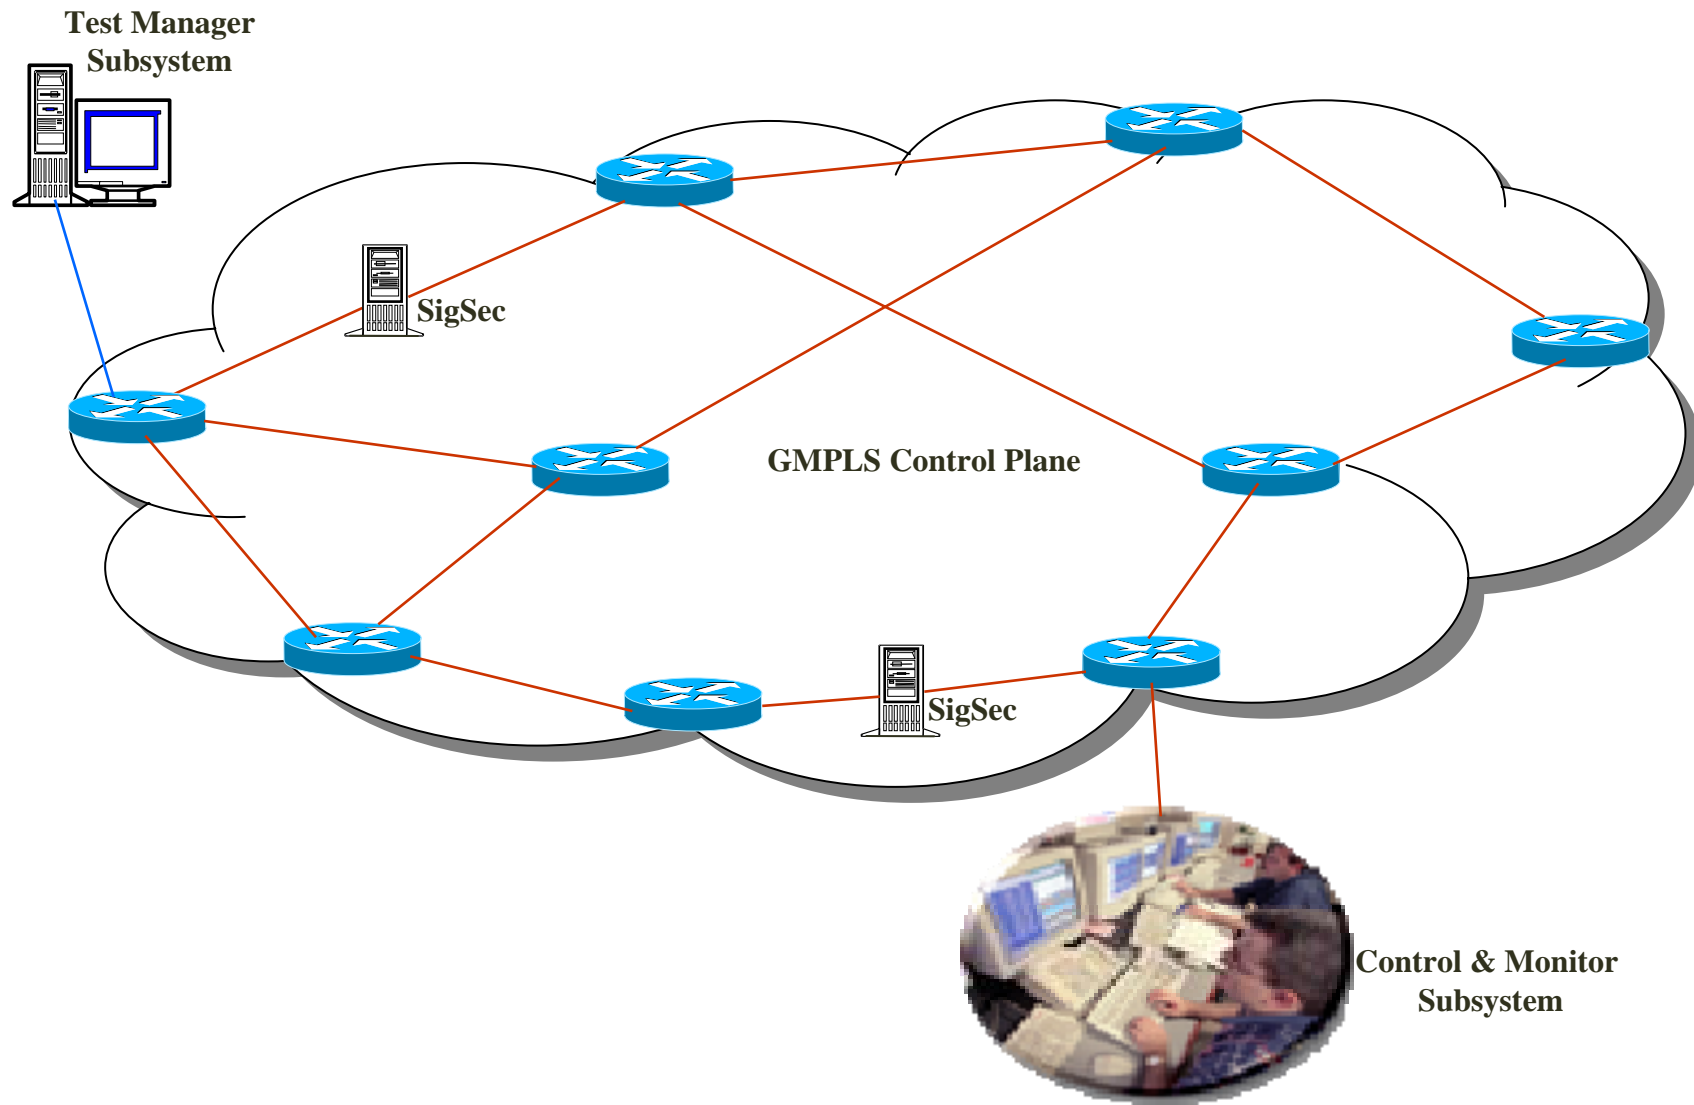 Test Manager
Subsystem
SigSec
GMPLS Control Plane
SigSec
Control & Monitor
Subsystem